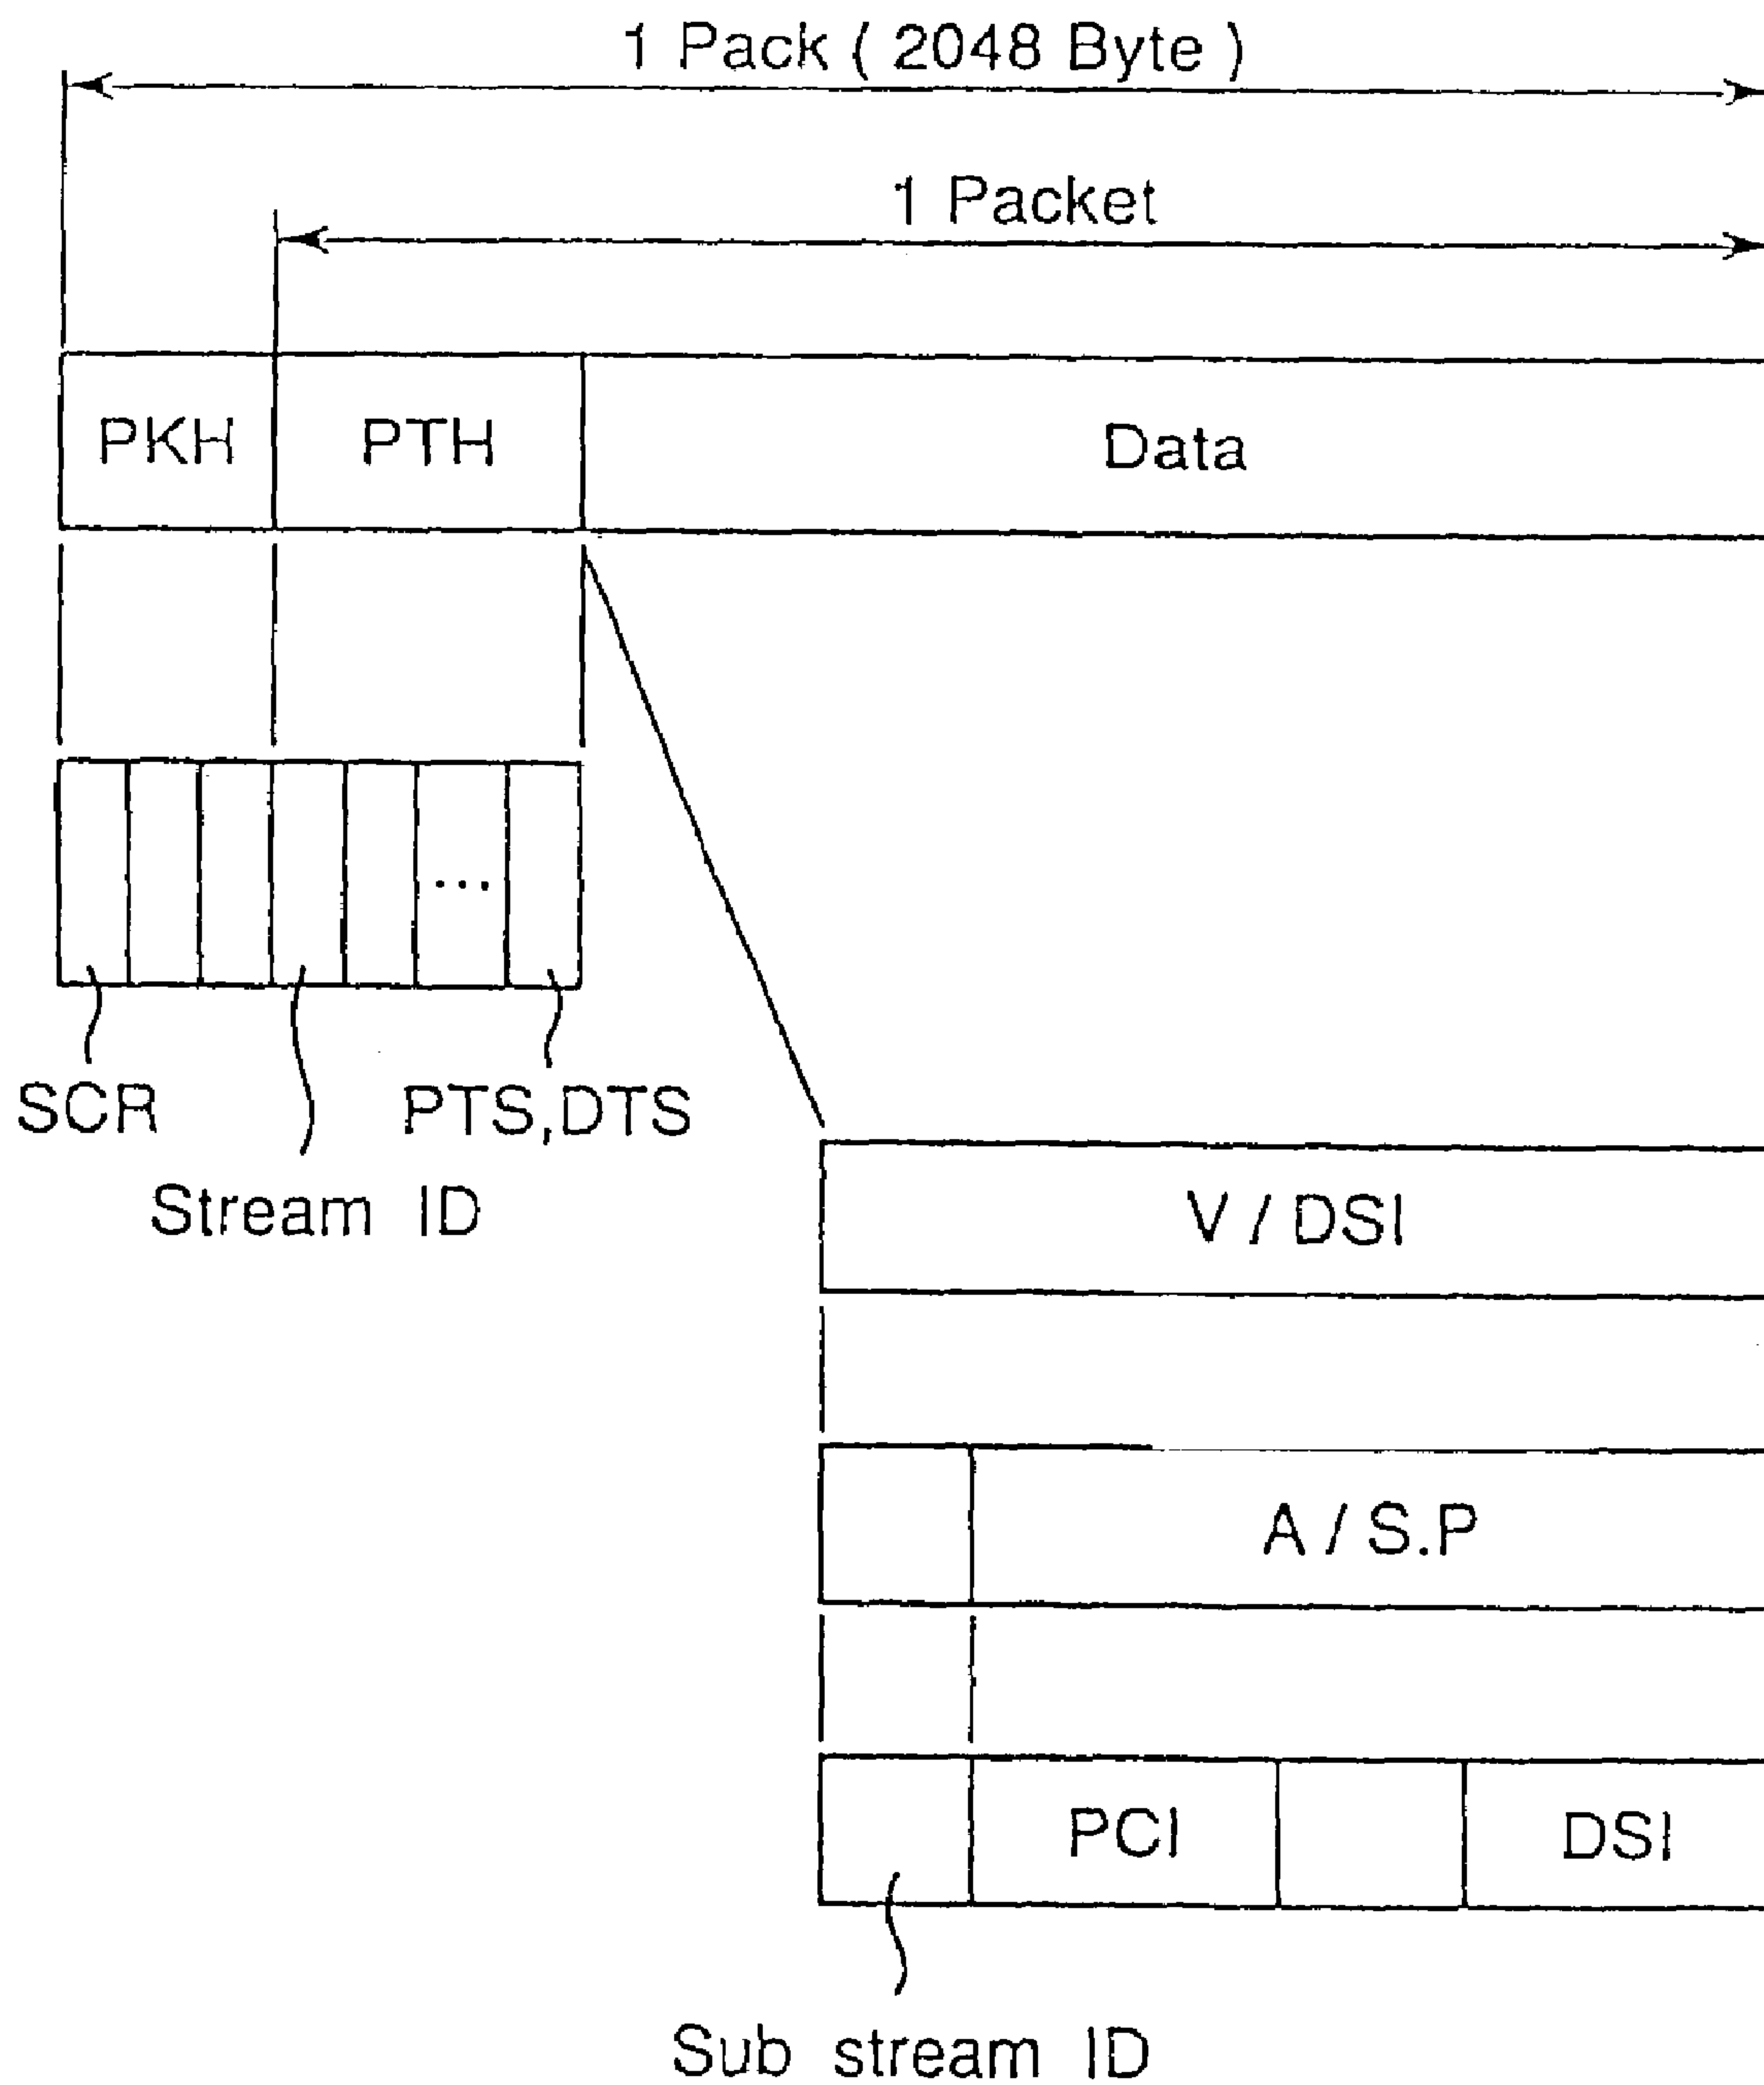 1 Pack ( 2048 Byte )
1 Packet
PKH PTH Data
...
SCR PTS,DTS
Stream ID
V / DSI
A / S.P
PCI DSI
Sub stream ID